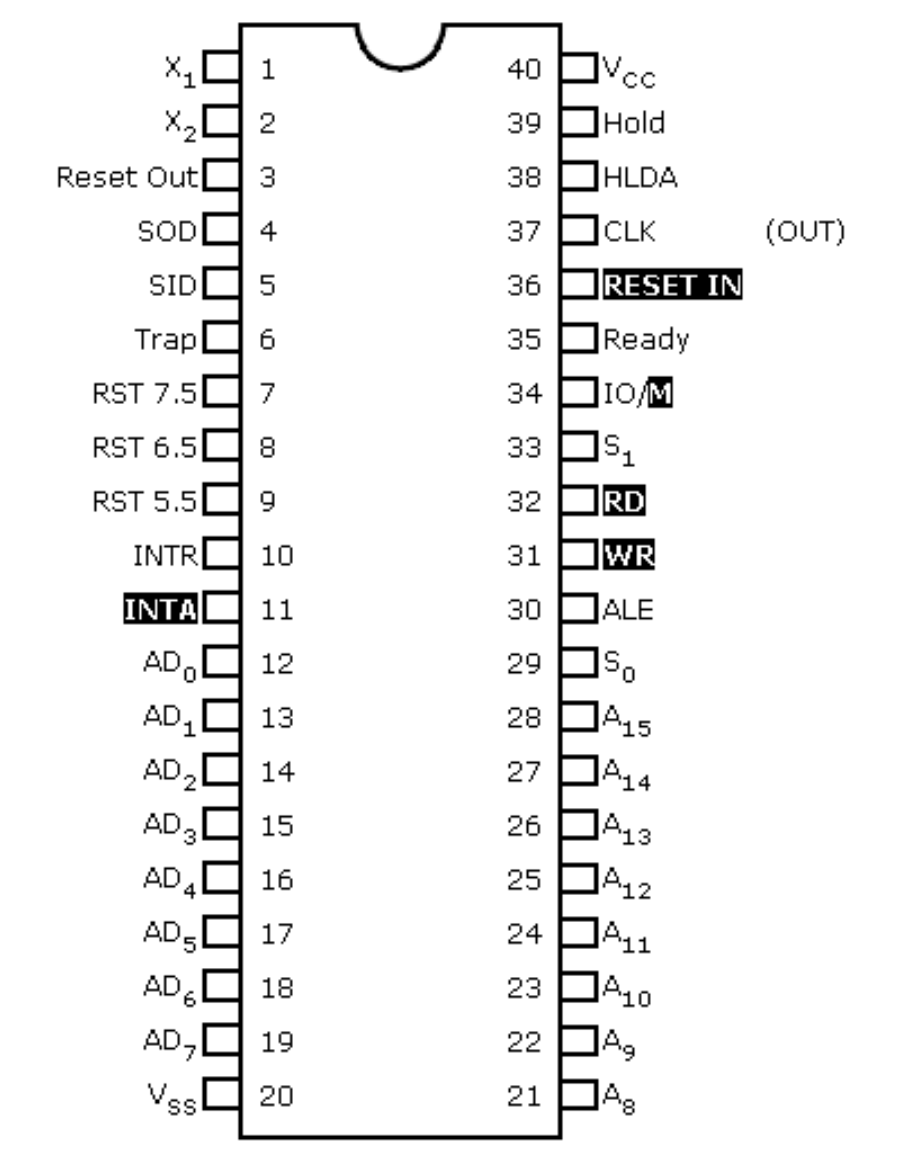 X1 1 40 VCC
X2 2 39 Hold
Reset Out 3 38 HLDA
SOD 4 37 CLK (OUT)
SID 5 36 RESET IN
Trap 6 35 Ready
RST 7.5 7 34 IO/M
RST 6.5 8 33 S1
RST 5.5 9 32 RD
INTR 10 31 WR
INTA 11 30 ALE
AD0 12 29 S0
AD1 13 28 A15
AD2 14 27 A14
AD3 15 26 A13
AD4 16 25 A12
AD5 17 24 A11
AD6 18 23 A10
AD7 19 22 A9
VSS 20 21 A8